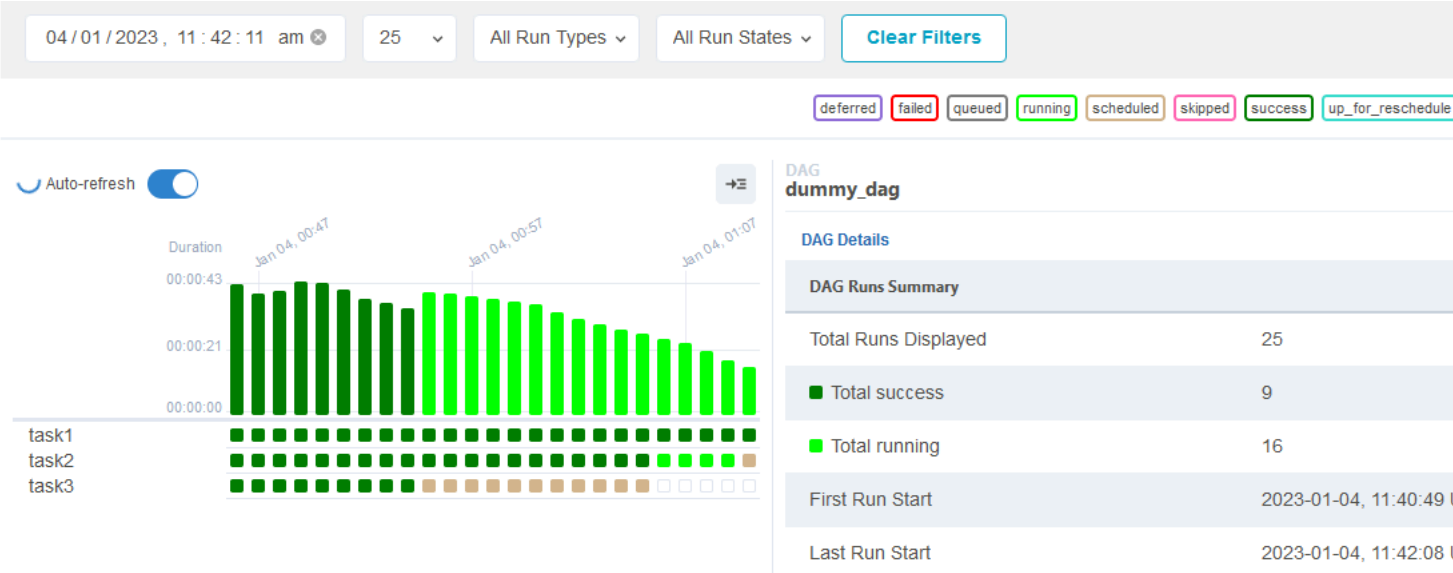 04 / 01 / 2023 , 11 : 42 : 11 am 25 All Run Types All Run States Clear Filters
deferred failed queued running scheduled skipped success up_for_reschedule
Auto-refresh
DAG
dummy_dag
Duration
Jan 04, 00:47 Jan 04, 00:57 Jan 04, 01:07
00:00:43
00:00:21
00:00:00
task1
task2
task3
DAG Details
DAG Runs Summary
Total Runs Displayed 25
Total success 9
Total running 16
First Run Start 2023-01-04, 11:40:49
Last Run Start 2023-01-04, 11:42:08